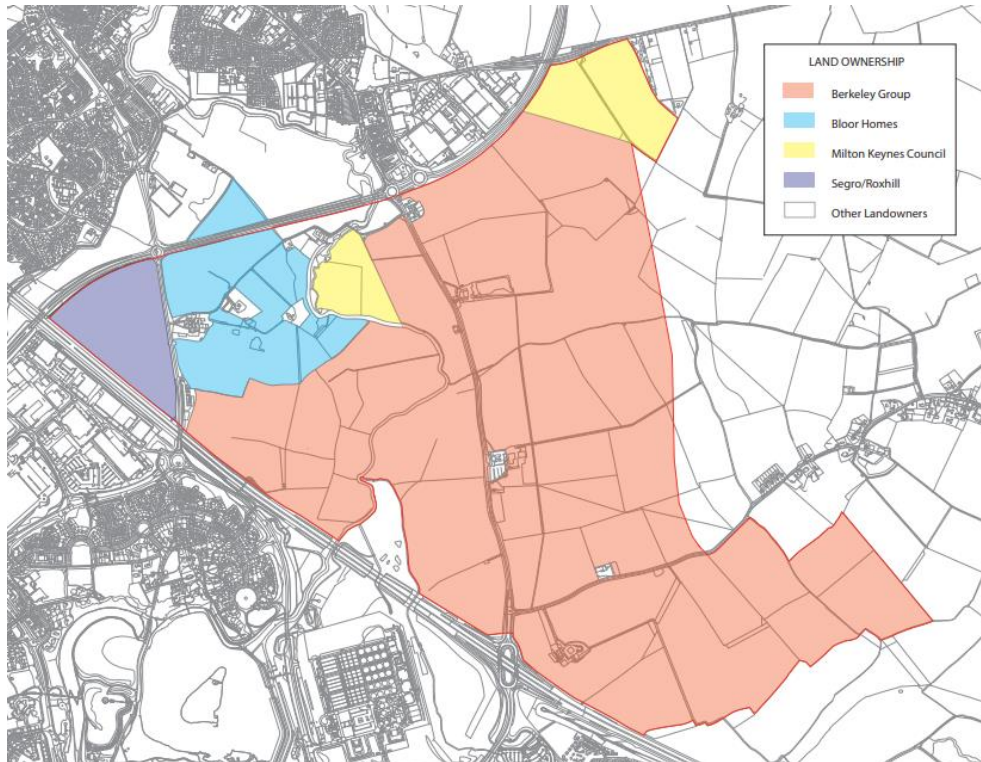 LAND OWNERSHIP
Berkeley Group
Bloor Homes
Milton Keynes Council
Segro/Roxhill
Other Landowners